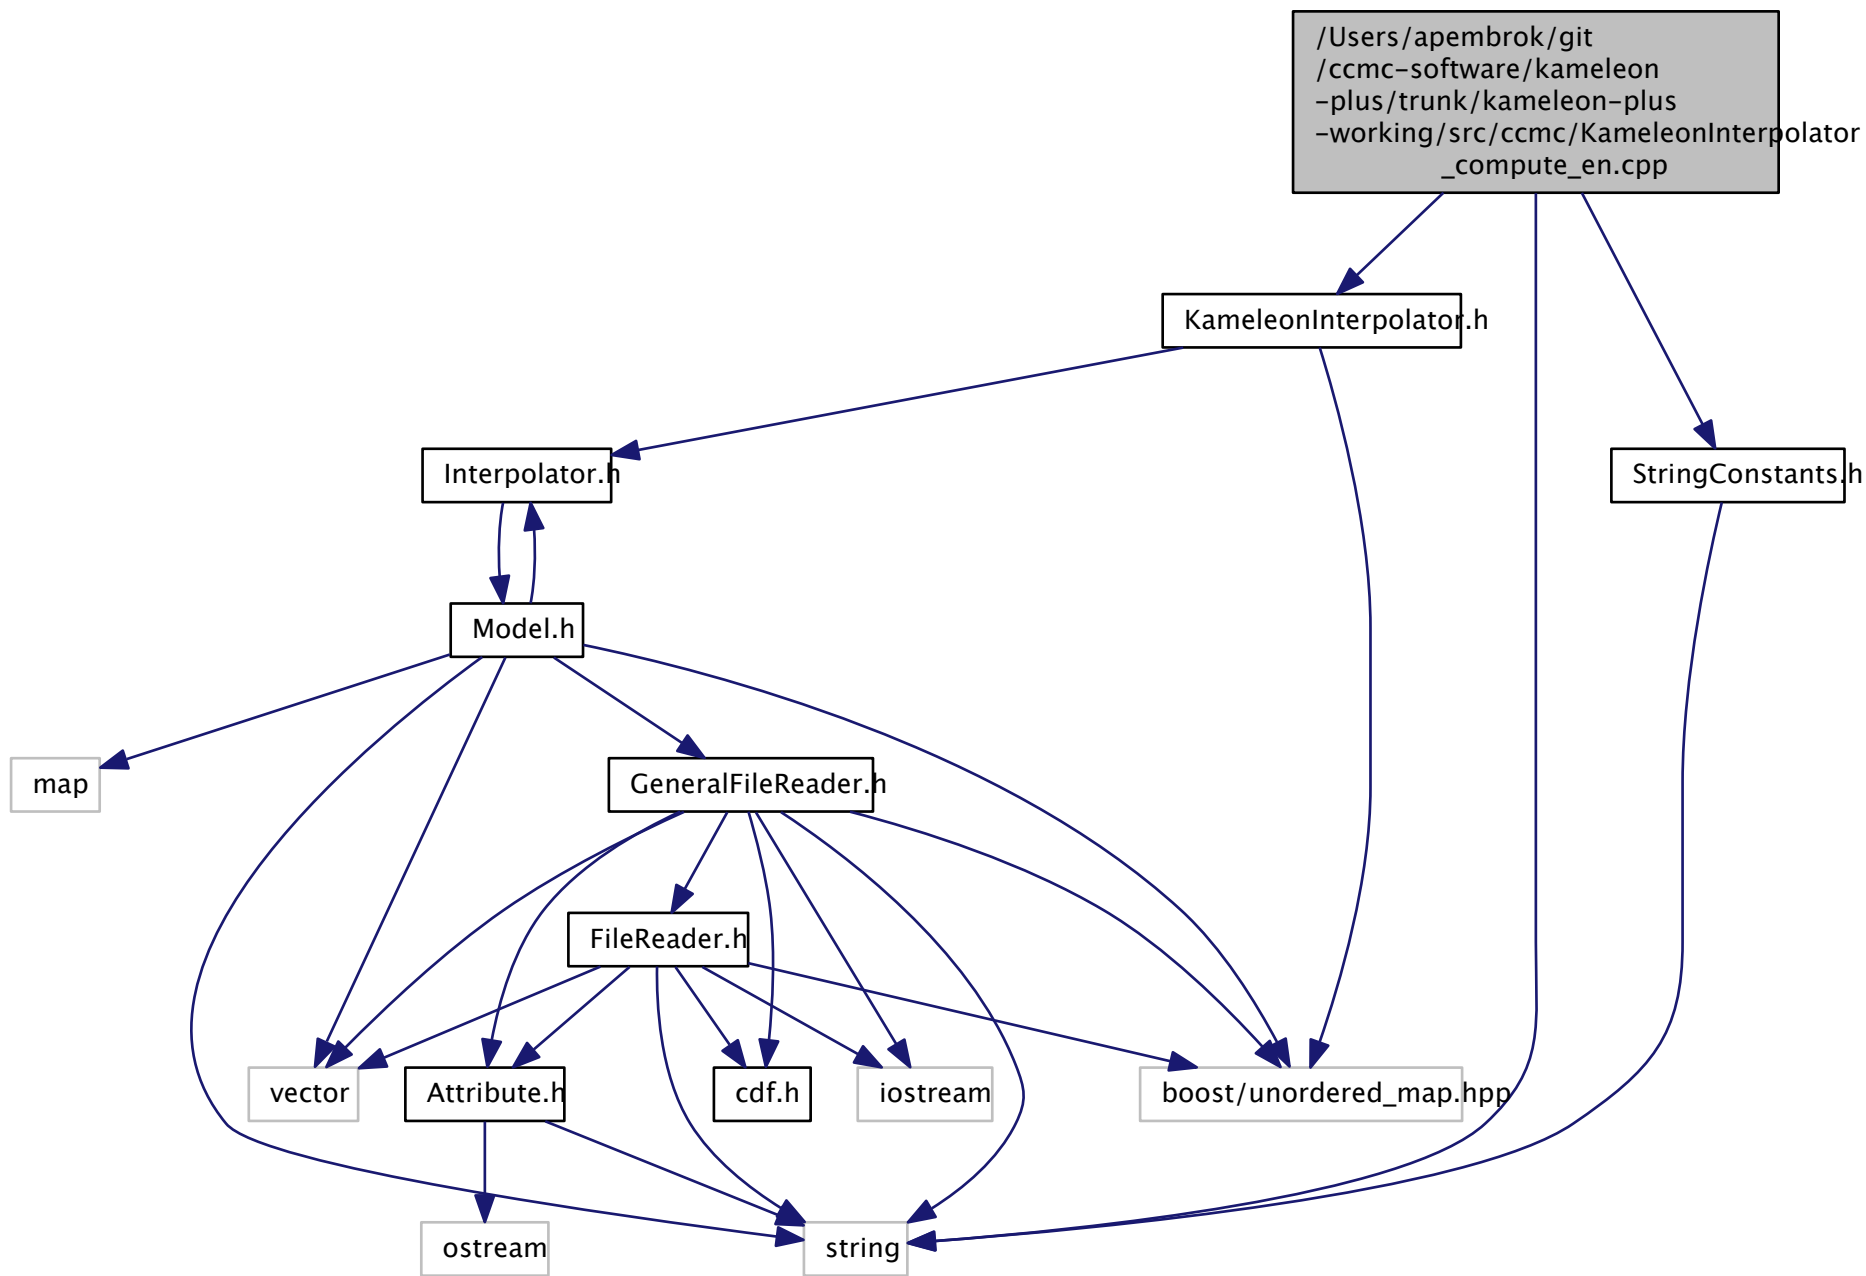 /Users/apembrok/git
/ccmc-software/kameleon
-plus/trunk/kameleon-plus
-working/src/ccmc/KameleonInterpolator
_compute_en.cpp
KameleonInterpolator.h
Interpolator.h
StringConstants.h
Model.h
map
GeneralFileReader.h
FileReader.h
vector
Attribute.h
cdf.h
iostream
boost/unordered_map.hpp
ostream
string